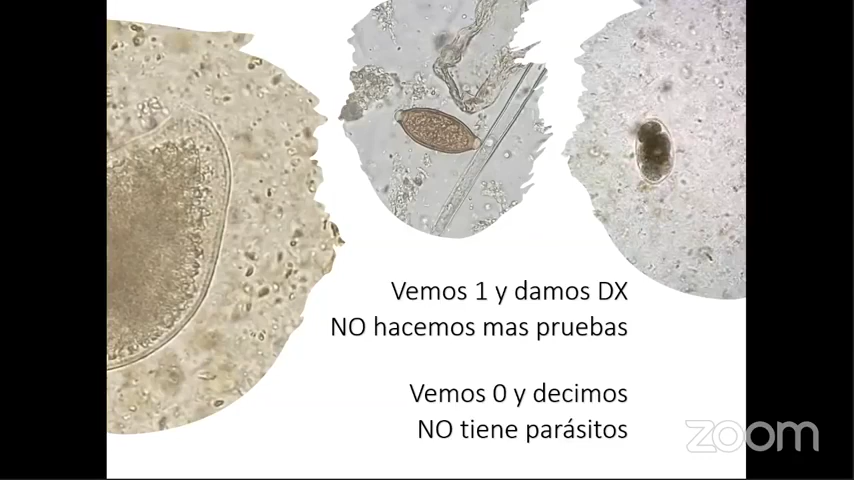 Vemos 1 y damos DX
NO hacemos mas pruebas
Vemos 0 y decimos
NO tiene parásitos
zoom